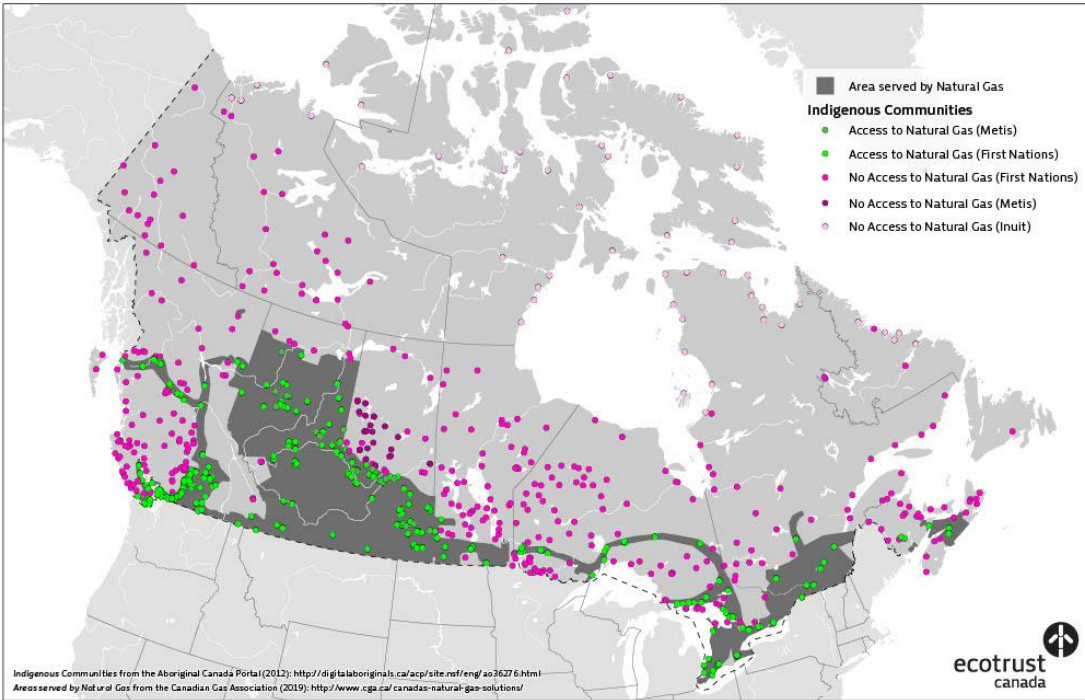 Area served by Natural Gas
Indigenous Communities
Access to Natural Gas (Metis)
Access to Natural Gas (First Nations)
No Access to Natural Gas (First Nations)
No Access to Natural Gas (Metis)
No Access to Natural Gas (Inuit)
ecotrust
canada
Indigenous Communities from the Aboriginal Canada Portal (2012): http://digitalaboriginals.ca/acp/site.nsf/eng/ao36276.html
Areas served by Natural Gas from the Canadian Gas Association (2019): http://www.cga.ca/canadas-natural-gas-solutions/